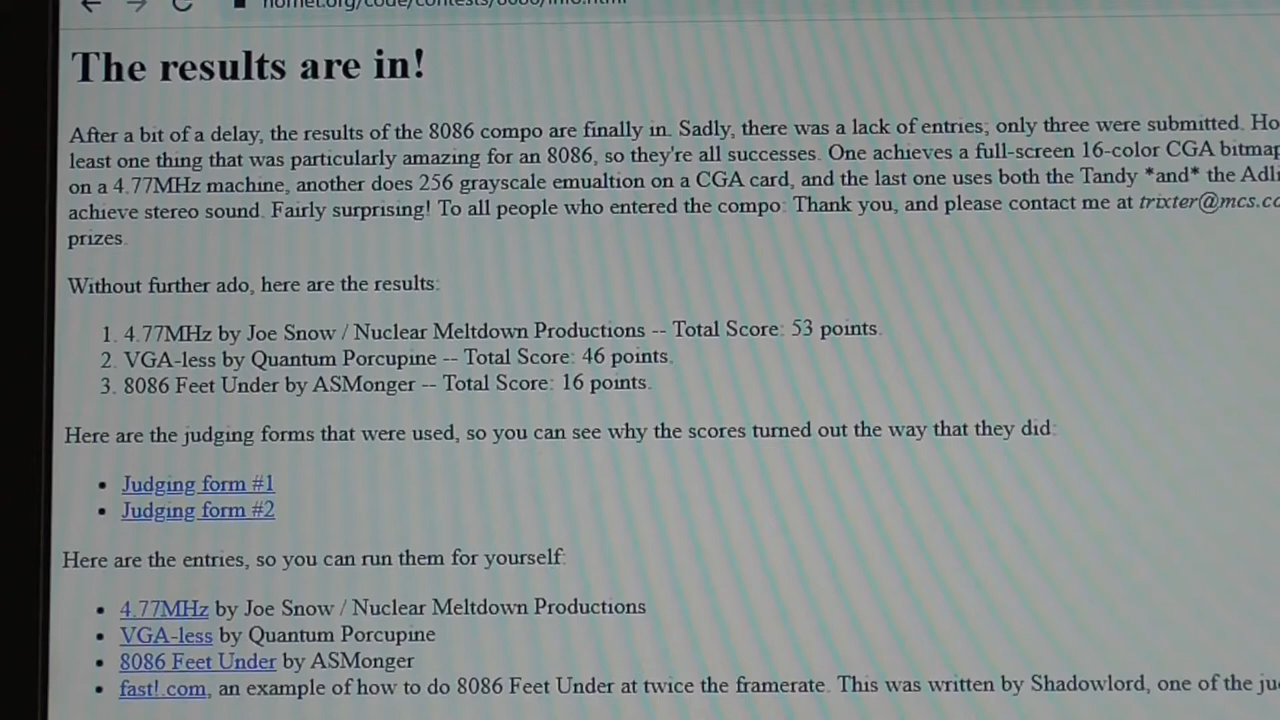 The results are in!
After a bit of a delay, the results of the 8086 compo are finally in. Sadly, there was a lack of entries; only three were submitted.
least one thing that was particularly amazing for an 8086, so they're all successes. One achieves a full-screen 16-color CGA bitmap
on a 4.77MHz machine, another does 256 grayscale emualtion on a CGA card, and the last one uses both the Tandy *and* the
achieve stereo sound. Fairly surprising! To all people who entered the compo: Thank you, and please contact me at trixter@mcs.co
prizes.
Without further ado, here are the results:
1. 4.77MHz by Joe Snow / Nuclear Meltdown Productions -- Total Score: 53 points.
2. VGA-less by Quantum Porcupine -- Total Score: 46 points.
3. 8086 Feet Under by ASMonger -- Total Score: 16 points.
Here are the judging forms that were used, so you can see why the scores turned out the way that they did:
• Judging form #1
• Judging form #2
Here are the entries, so you can run them for yourself:
• 4.77MHz by Joe Snow / Nuclear Meltdown Productions
• VGA-less by Quantum Porcupine
• 8086 Feet Under by ASMonger
• fast!.com, an example of how to do 8086 Feet Under at twice the framerate. This was written by Shadowlord, one of the